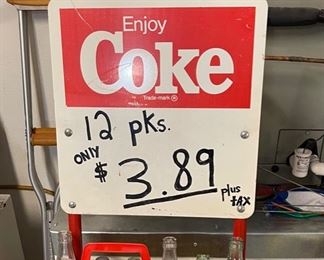 Enjoy
Coke
Trade-mark ®
12 pks.
ONLY
$ 3.89
plus
tax